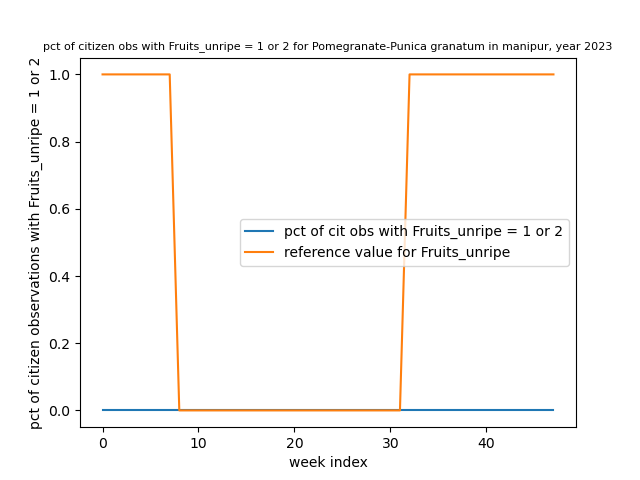 pct of citizen obs with Fruits_unripe = 1 or 2 for Pomegranate-Punica granatum in manipur, year 2023
pct of citizen observations with Fruits_unripe = 1 or 2
1.0
0.8
0.6
0.4
0.2
0.0
pct of cit obs with Fruits_unripe = 1 or 2
reference value for Fruits_unripe
0
10
20
30
40
week index